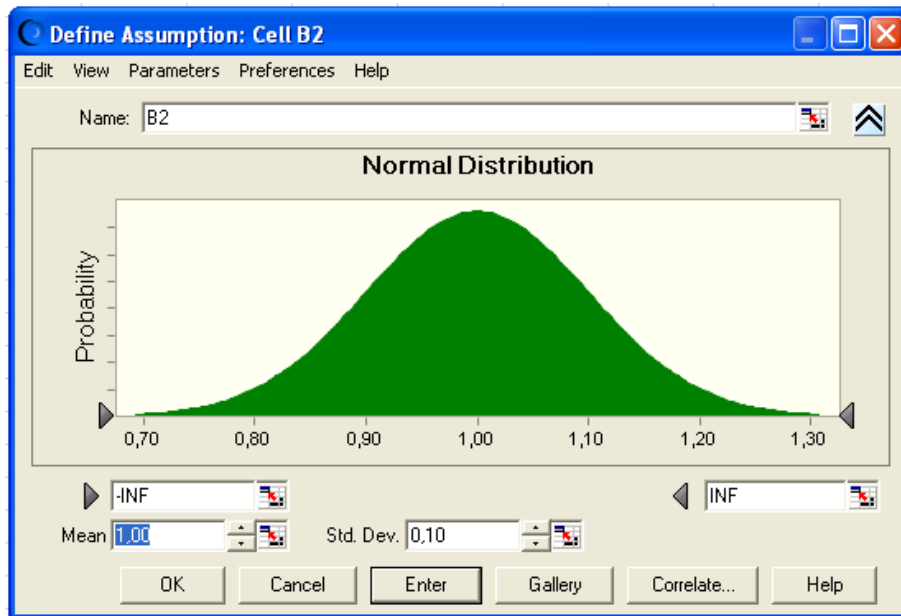 Define Assumption: Cell B2
Edit View Parameters Preferences Help
Name: B2
Normal Distribution
Probability
0,70 0,80 0,90 1,00 1,10 1,20 1,30
-INF INF
Mean 1,00 Std. Dev. 0,10
OK Cancel Enter Gallery Correlate... Help